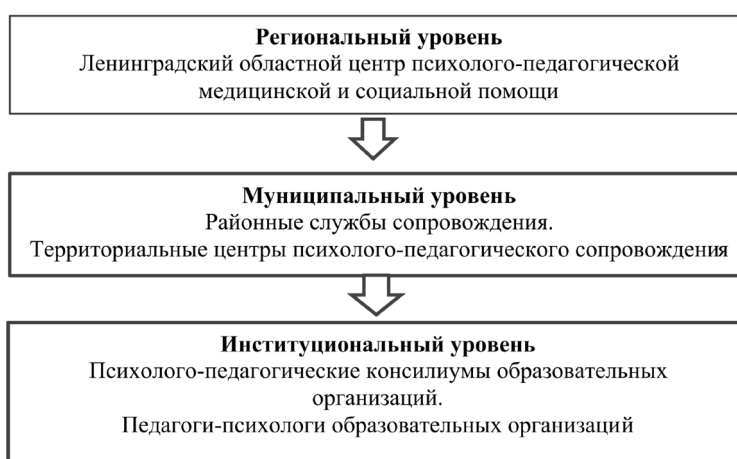 Региональный уровень
Ленинградский областной центр психолого-педагогической
медицинской и социальной помощи
Муниципальный уровень
Районные службы сопровождения.
Территориальные центры психолого-педагогического сопровождения
Институциональный уровень
Психолого-педагогические консилиумы образовательных
организаций.
Педагоги-психологи образовательных организаций